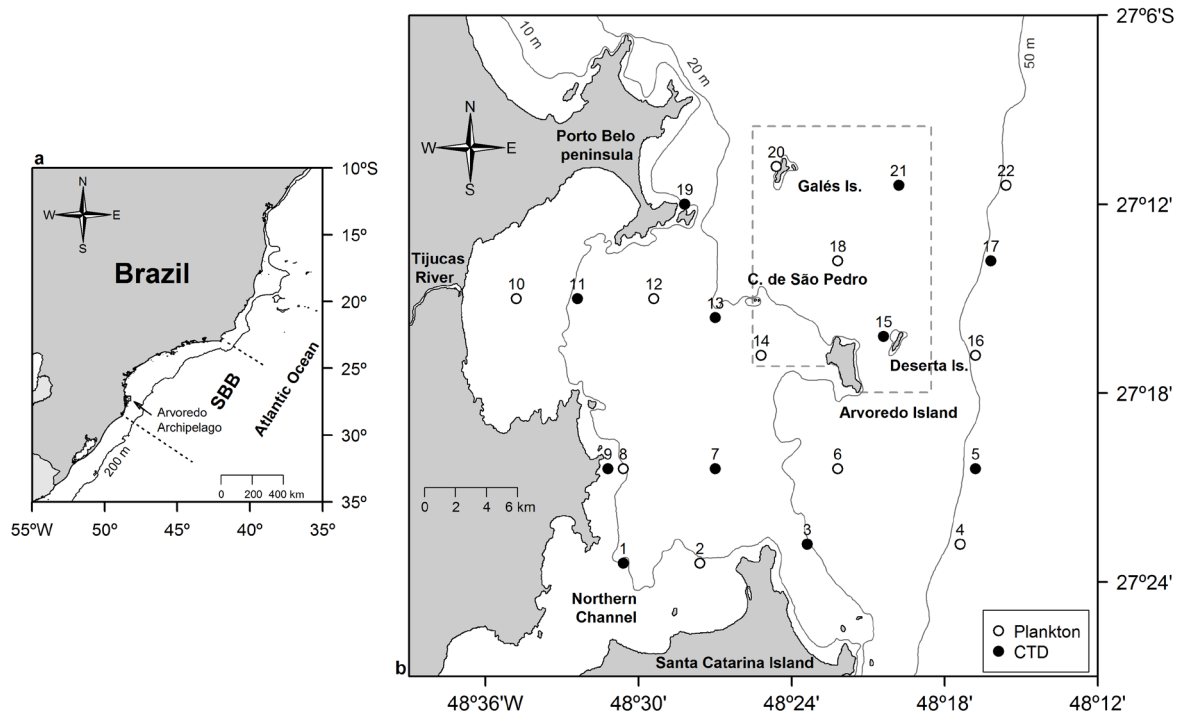 a
N
W
E
S
Brazil
Arvoredo
Archipelago
SBB
Atlantic Ocean
200 m
0 200 400 km
10ºS
15º
20º
25º
30º
35º
55ºW
50º
45º
40º
35º
10 m
20 m
50 m
N
W
E
S
Porto Belo
peninsula
20
Galés Is.
21
22
19
18
17
Tijucas
River
C. de São Pedro
10
11
12
13
15
14
16
Deserta Is.
Arvoredo Island
9
8
7
6
5
0 2 4 6 km
3
4
1
2
Northern
Channel
Santa Catarina Island
Plankton
CTD
b
27º6'S
27º12'
27º18'
27º24'
48º36'W
48º30'
48º24'
48º18'
48º12'